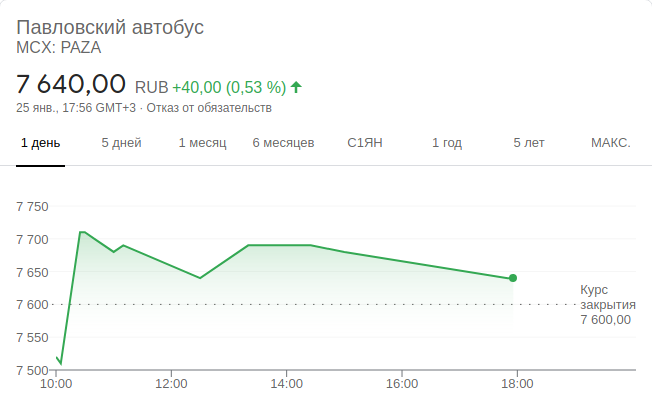 Павловский автобус
MCX: PAZA
7 640,00 RUB +40,00 (0,53 %)
25 янв., 17:56 GMT+3 · Отказ от обязательств
1 день 5 дней 1 месяц 6 месяцев С1ЯН 1 год 5 лет МАКС.
7 750
7 700
7 650
7 600
7 550
7 500
Курс
закрытия
7 600,00
10:00 12:00 14:00 16:00 18:00